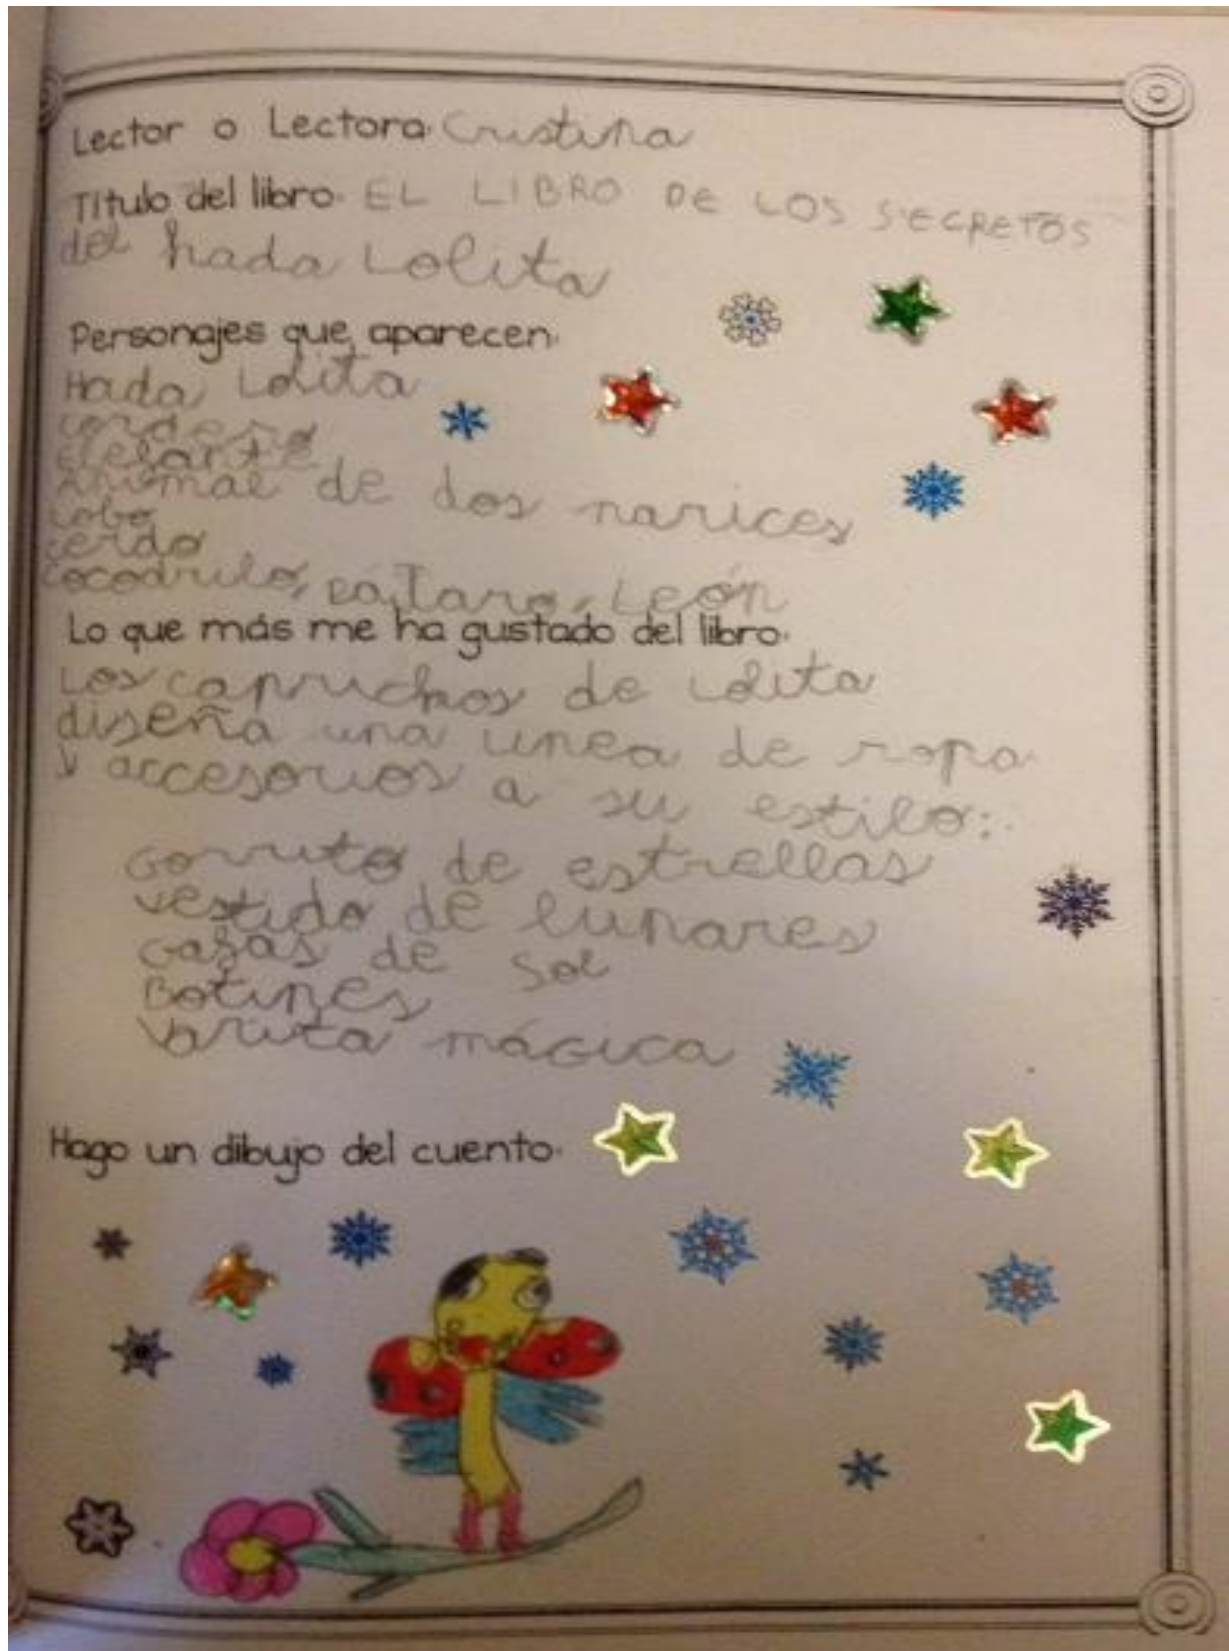 Lector o Lectora. Cristina
Título del libro. EL LIBRO DE LOS SECRETOS
del hada Lolita
Personajes que aparecen.
Hada Lolita
cordero
elefante
Animal de dos narices
Lobo
cerdo
cocodrilo, León
Lo que más me ha gustado del libro.
Los caprichos de Lolita
diseña una linea de ropa
y accesorios a su estilo:
Gorrito de estrellas
vestido de lunares
Gafas de sol
Botines
Varita mágica
Hago un dibujo del cuento.